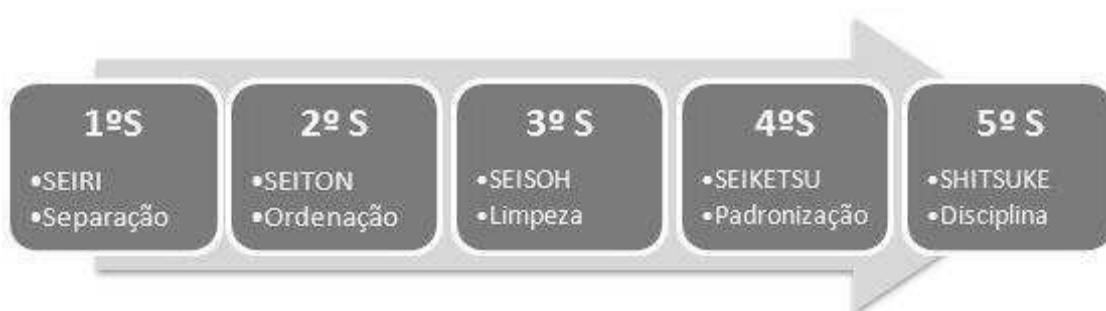 1ºS
•SEIRI
•Separação
2º S
•SEITON
•Ordenação
3º S
•SEISOH
•Limpeza
4ºS
•SEIKETSU
•Padronização
5º S
•SHITSUKE
•Disciplina